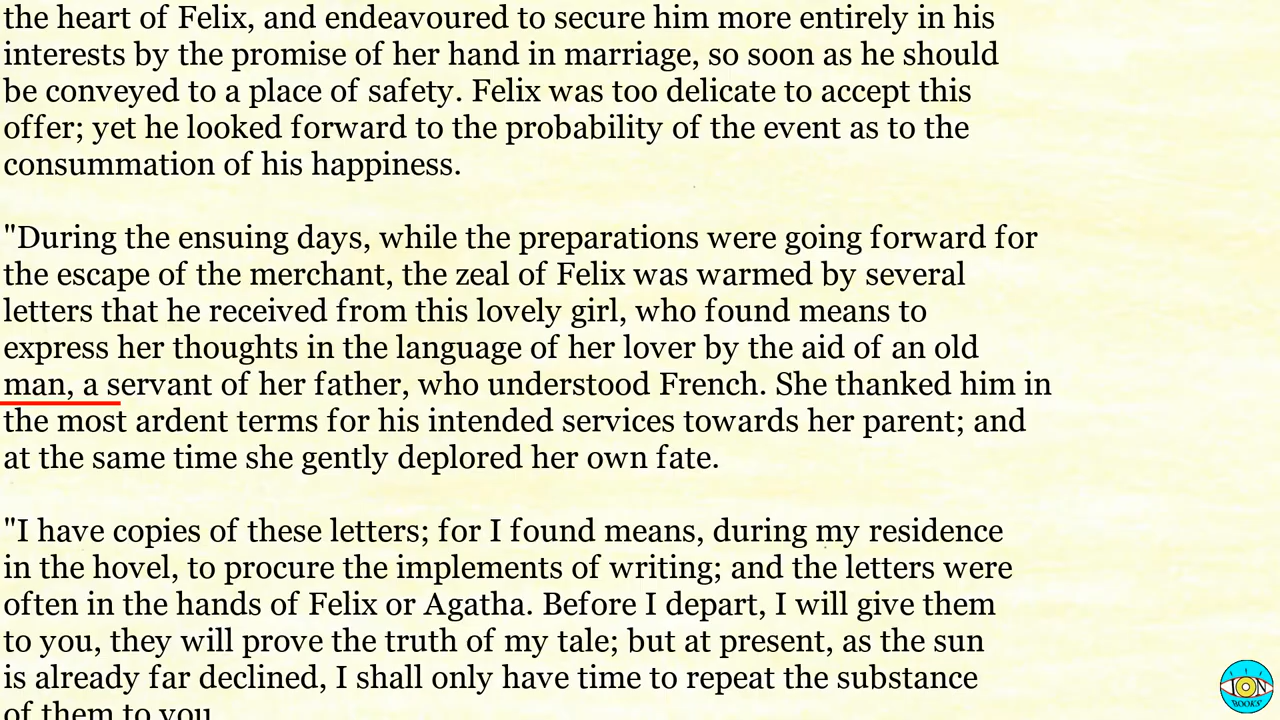 the heart of Felix, and endeavoured to secure him more entirely in his
interests by the promise of her hand in marriage, so soon as he should
be conveyed to a place of safety. Felix was too delicate to accept this
offer; yet he looked forward to the probability of the event as to the
consummation of his happiness.
"During the ensuing days, while the preparations were going forward for
the escape of the merchant, the zeal of Felix was warmed by several
letters that he received from this lovely girl, who found means to
express her thoughts in the language of her lover by the aid of an old
man, a servant of her father, who understood French. She thanked him in
the most ardent terms for his intended services towards her parent; and
at the same time she gently deplored her own fate.
"I have copies of these letters; for I found means, during my residence
in the hovel, to procure the implements of writing; and the letters were
often in the hands of Felix or Agatha. Before I depart, I will give them
to you, they will prove the truth of my tale; but at present, as the sun
is already far declined, I shall only have time to repeat the substance
of them to you
ION
BOOKS